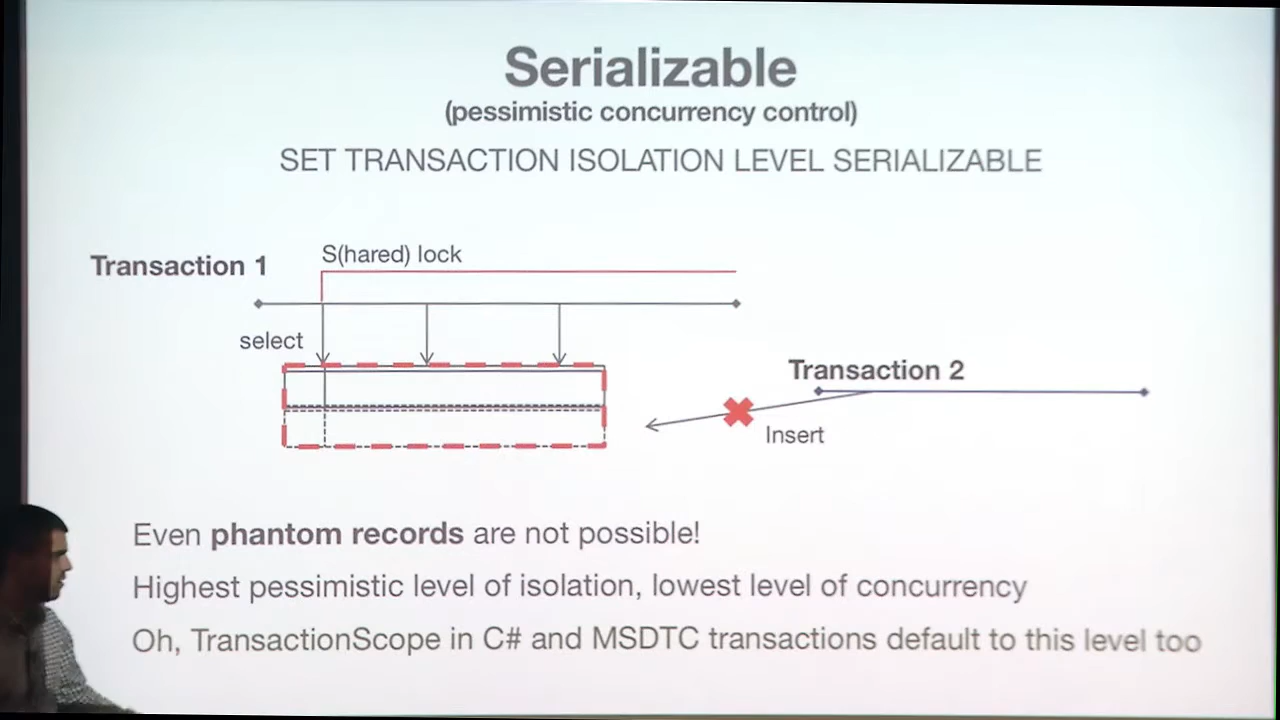 Serializable
(pessimistic concurrency control)
SET TRANSACTION ISOLATION LEVEL SERIALIZABLE
Transaction 1
S(hared) lock
select
Transaction 2
Insert
Even phantom records are not possible!
Highest pessimistic level of isolation, lowest level of concurrency
Oh, TransactionScope in C# and MSDTC transactions default to this level too